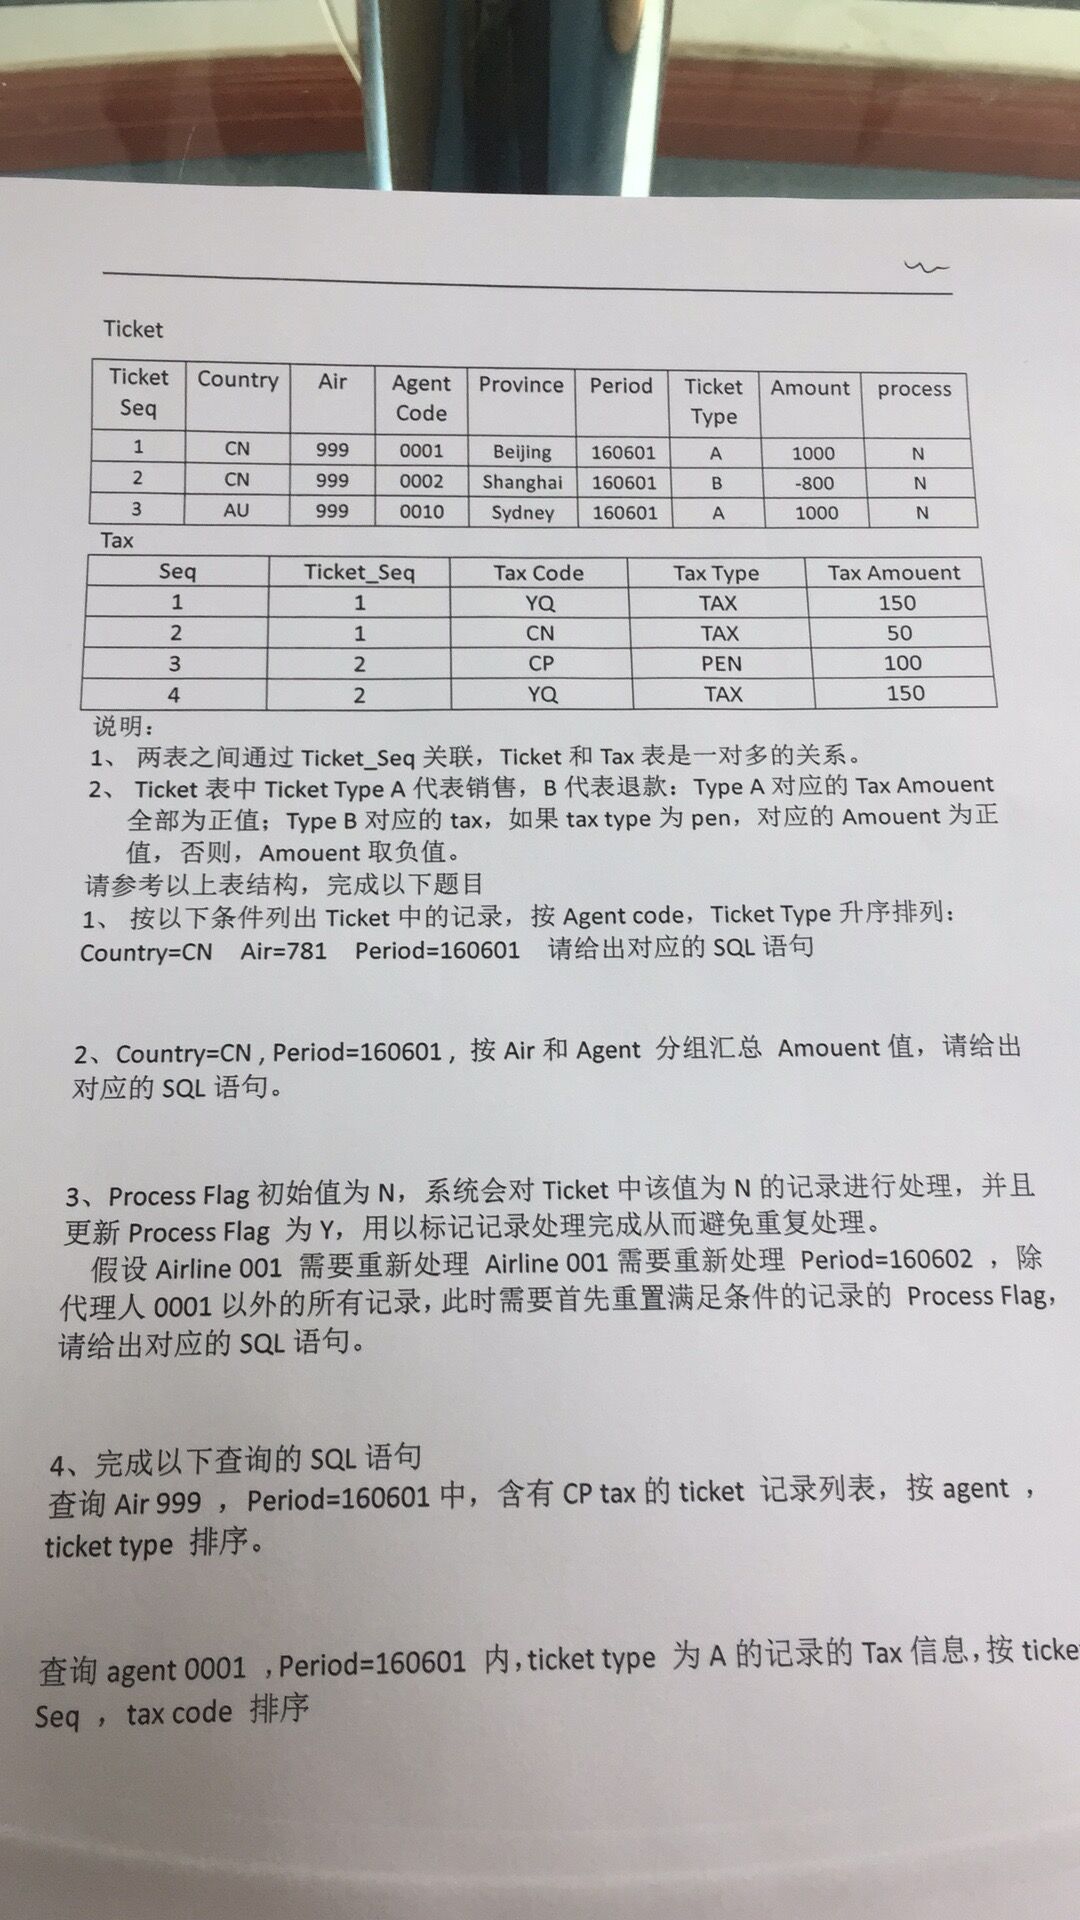 Ticket
Ticket Seq Country Air Agent Code Province Period Ticket Type Amount process
1 CN 999 0001 Beijing 160601 A 1000 N
2 CN 999 0002 Shanghai 160601 B -800 N
3 AU 999 0010 Sydney 160601 A 1000 N
Tax
Seq Ticket_Seq Tax Code Tax Type Tax Amouent
1 1 YQ TAX 150
2 1 CN TAX 50
3 2 CP PEN 100
4 2 YQ TAX 150
说明：
1、 两表之间通过 Ticket_Seq 关联，Ticket 和 Tax 表是一对多的关系。
2、 Ticket 表中 Ticket Type A 代表销售，B 代表退款：Type A 对应的 Tax Amouent
全部为正值；Type B 对应的 tax，如果 tax type 为 pen，对应的 Amouent 为正
值，否则，Amouent 取负值。
请参考以上表结构，完成以下题目
1、 按以下条件列出 Ticket 中的记录，按 Agent code，Ticket Type 升序排列：
Country=CN Air=781 Period=160601 请给出对应的 SQL 语句
2、Country=CN , Period=160601 , 按 Air 和 Agent 分组汇总 Amouent 值，请给出
对应的 SQL 语句。
3、Process Flag 初始值为 N，系统会对 Ticket 中该值为 N 的记录进行处理，并且
更新 Process Flag 为 Y，用以标记记录处理完成从而避免重复处理。
假设 Airline 001 需要重新处理 Airline 001 需要重新处理 Period=160602 ，除
代理人 0001 以外的所有记录，此时需要首先重置满足条件的记录的 Process Flag，
请给出对应的 SQL 语句。
4、完成以下查询的 SQL 语句
查询 Air 999 ，Period=160601 中，含有 CP tax 的 ticket 记录列表，按 agent ，
ticket type 排序。
查询 agent 0001 ，Period=160601 内，ticket type 为 A 的记录的 Tax 信息，按 ticke
Seq ，tax code 排序